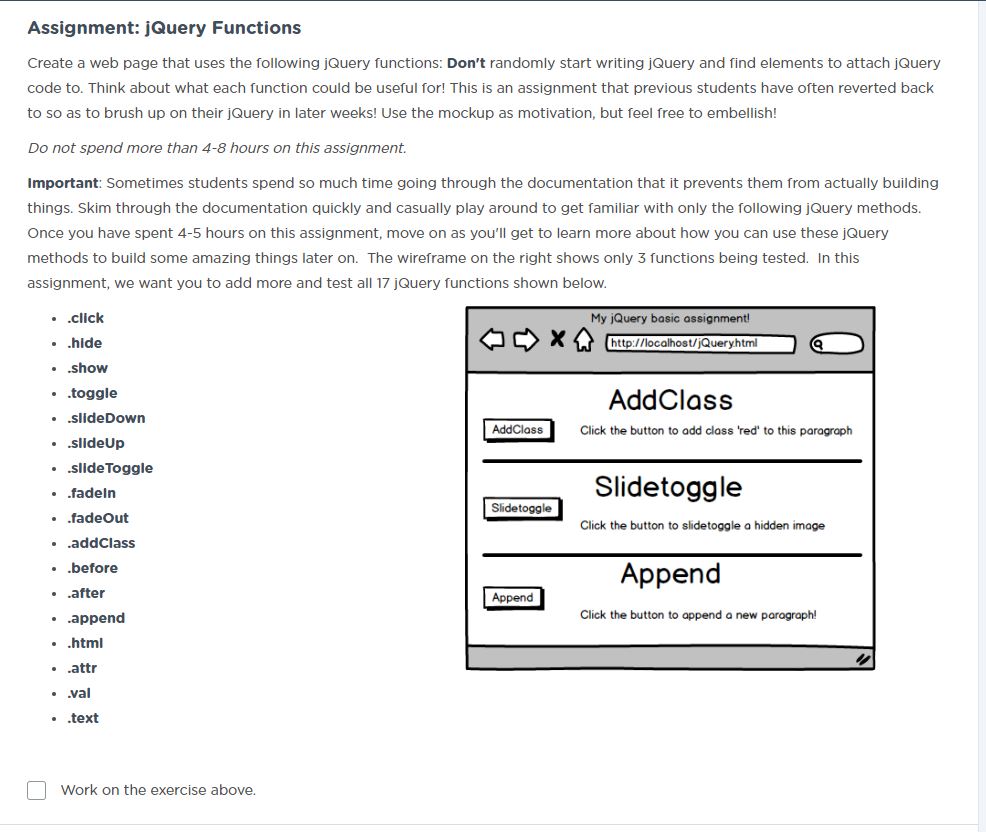 Assignment: jQuery Functions
Create a web page that uses the following jQuery functions: Don't randomly start writing jQuery and find elements to attach jQuery
code to. Think about what each function could be useful for! This is an assignment that previous students have often reverted back
to so as to brush up on their jQuery in later weeks! Use the mockup as motivation, but feel free to embellish!
Do not spend more than 4-8 hours on this assignment.
Important: Sometimes students spend so much time going through the documentation that it prevents them from actually building
things. Skim through the documentation quickly and casually play around to get familiar with only the following jQuery methods.
Once you have spent 4-5 hours on this assignment, move on as you'll get to learn more about how you can use these jQuery
methods to build some amazing things later on.  The wireframe on the right shows only 3 functions being tested.  In this
assignment, we want you to add more and test all 17 jQuery functions shown below.
• .click
• .hide
• .show
• .toggle
• .slideDown
• .slideUp
• .slideToggle
• .fadeIn
• .fadeOut
• .addClass
• .before
• .after
• .append
• .html
• .attr
• .val
• .text
My jQuery basic assignment!
http://localhost/jQuery.html
AddClass
AddClass
Click the button to add class 'red' to this paragraph
Slidetoggle
Slidetoggle
Click the button to slidetoggle a hidden image
Append
Append
Click the button to append a new paragraph!
Work on the exercise above.